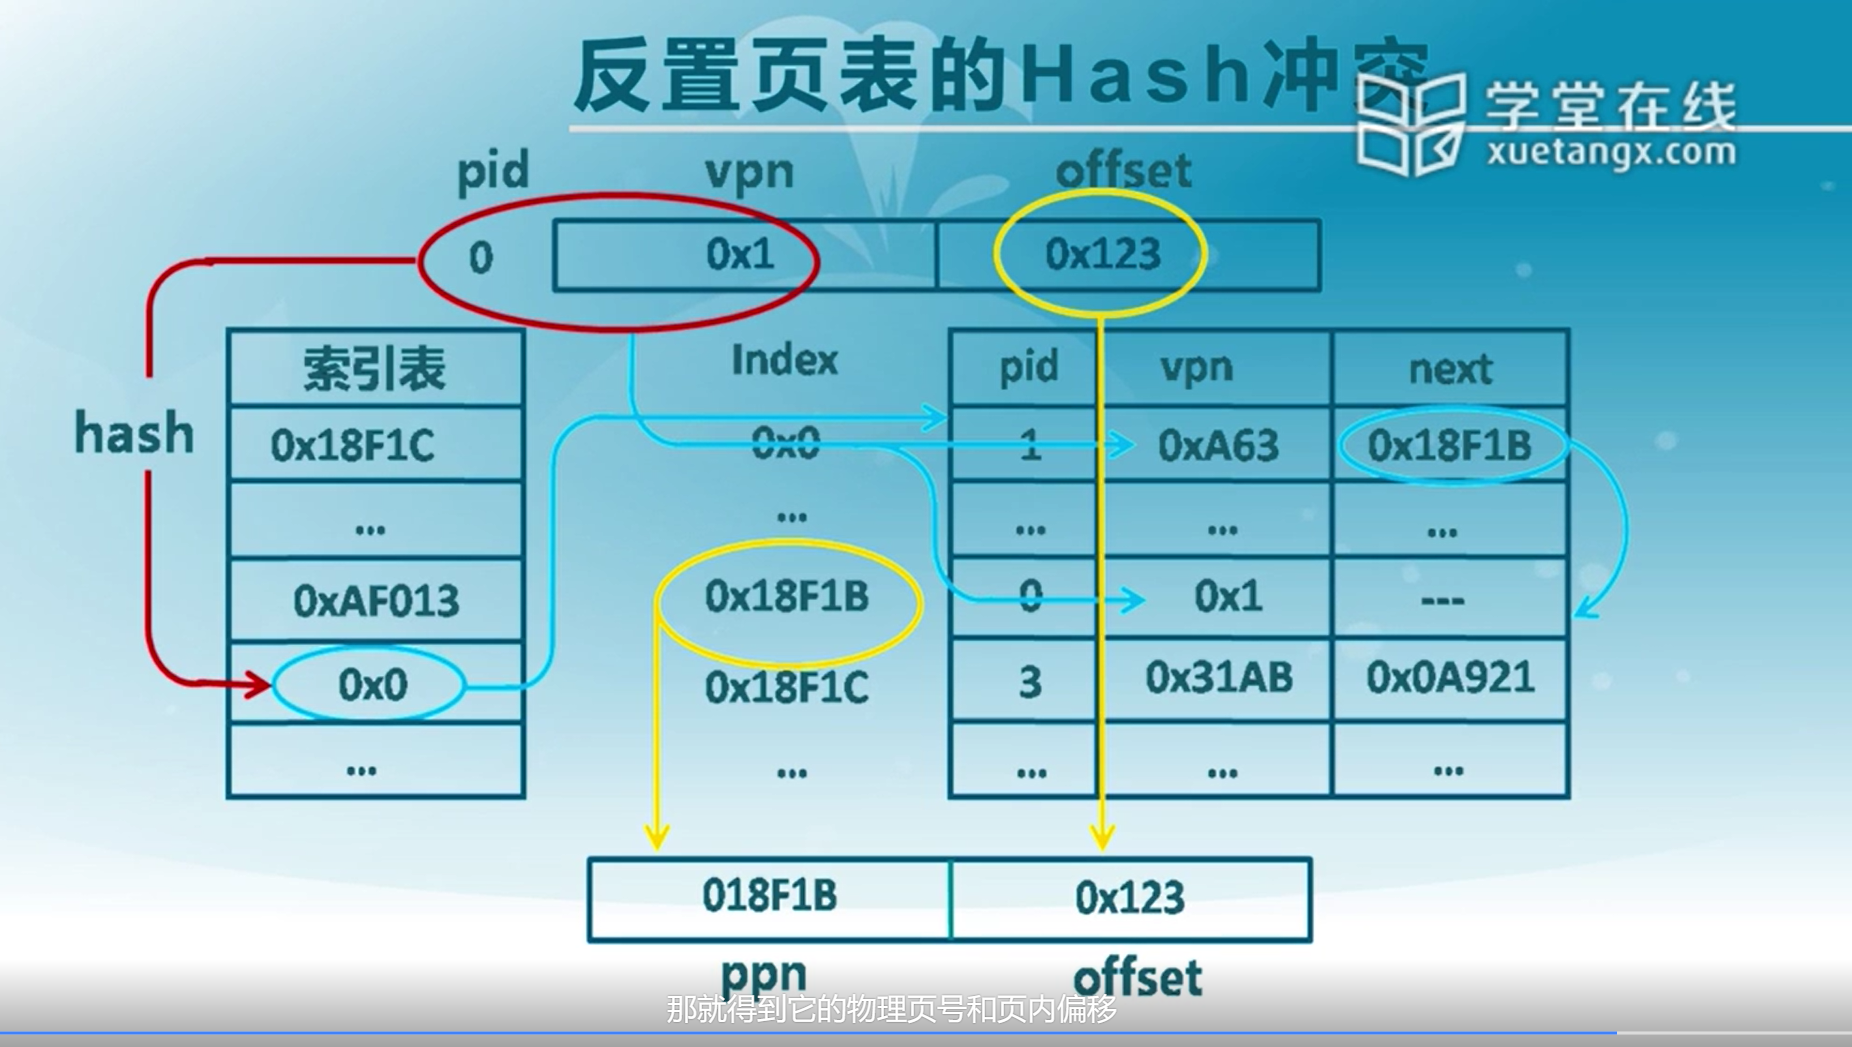 反置页表的Hash冲突
学堂在线
xuetangx.com
pid vpn offset
0 0x1 0x123
索引表 Index pid vpn next
hash
0x18F1C 0x0 1 0xA63 0x18F1B
... ... ... ... ...
0xAF013 0x18F1B 0 0x1 ---
0x0 0x18F1C 3 0x31AB 0x0A921
... ... ... ... ...
018F1B 0x123
ppn offset
那就得到它的物理页号和页内偏移